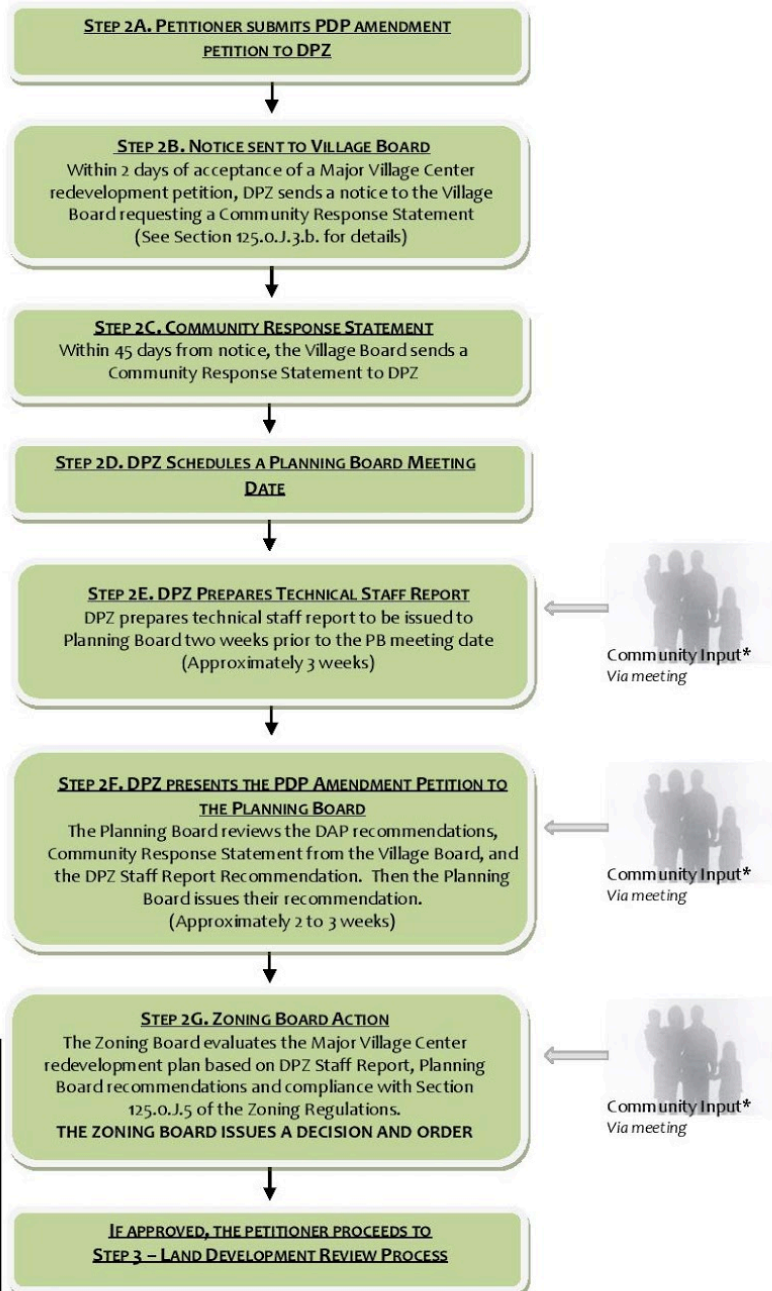 STEP 2A. PETITIONER SUBMITS PDP AMENDMENT
PETITION TO DPZ
STEP 2B. NOTICE SENT TO VILLAGE BOARD
Within 2 days of acceptance of a Major Village Center
redevelopment petition, DPZ sends a notice to the Village
Board requesting a Community Response Statement
(See Section 125.0.J.3.b. for details)
STEP 2C. COMMUNITY RESPONSE STATEMENT
Within 45 days from notice, the Village Board sends a
Community Response Statement to DPZ
STEP 2D. DPZ SCHEDULES A PLANNING BOARD MEETING
DATE
STEP 2E. DPZ PREPARES TECHNICAL STAFF REPORT
DPZ prepares technical staff report to be issued to
Planning Board two weeks prior to the PB meeting date
(Approximately 3 weeks)
Community Input*
Via meeting
STEP 2F. DPZ PRESENTS THE PDP AMENDMENT PETITION TO
THE PLANNING BOARD
The Planning Board reviews the DAP recommendations,
Community Response Statement from the Village Board, and
the DPZ Staff Report Recommendation. Then the Planning
Board issues their recommendation.
(Approximately 2 to 3 weeks)
Community Input*
Via meeting
STEP 2G. ZONING BOARD ACTION
The Zoning Board evaluates the Major Village Center
redevelopment plan based on DPZ Staff Report, Planning
Board recommendations and compliance with Section
125.0.J.5 of the Zoning Regulations.
THE ZONING BOARD ISSUES A DECISION AND ORDER
Community Input*
Via meeting
IF APPROVED, THE PETITIONER PROCEEDS TO
STEP 3 – LAND DEVELOPMENT REVIEW PROCESS